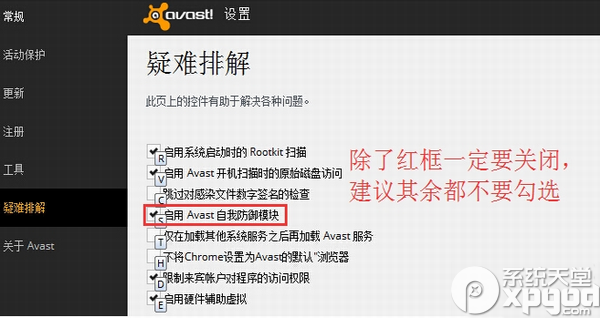 常规
活动保护
更新
注册
工具
疑难排解
关于 Avast
avast! 设置
疑难排解
此页上的控件有助于解决各种问题。
R 启用系统启动时的 Rootkit 扫描
V 启用 Avast 开机扫描时的原始磁盘访问
C 跳过对感染文件数字签名的检查
S 启用 Avast 自我防御模块
T 仅在加载其他系统服务之后再加载 Avast 服务
H 不将Chrome设置为Avast的默认"浏览器
D 限制来宾帐户对程序的访问权限
E 启用硬件辅助虚拟
除了红框一定要关闭,
建议其余都不要勾选
系统天堂
xpgod